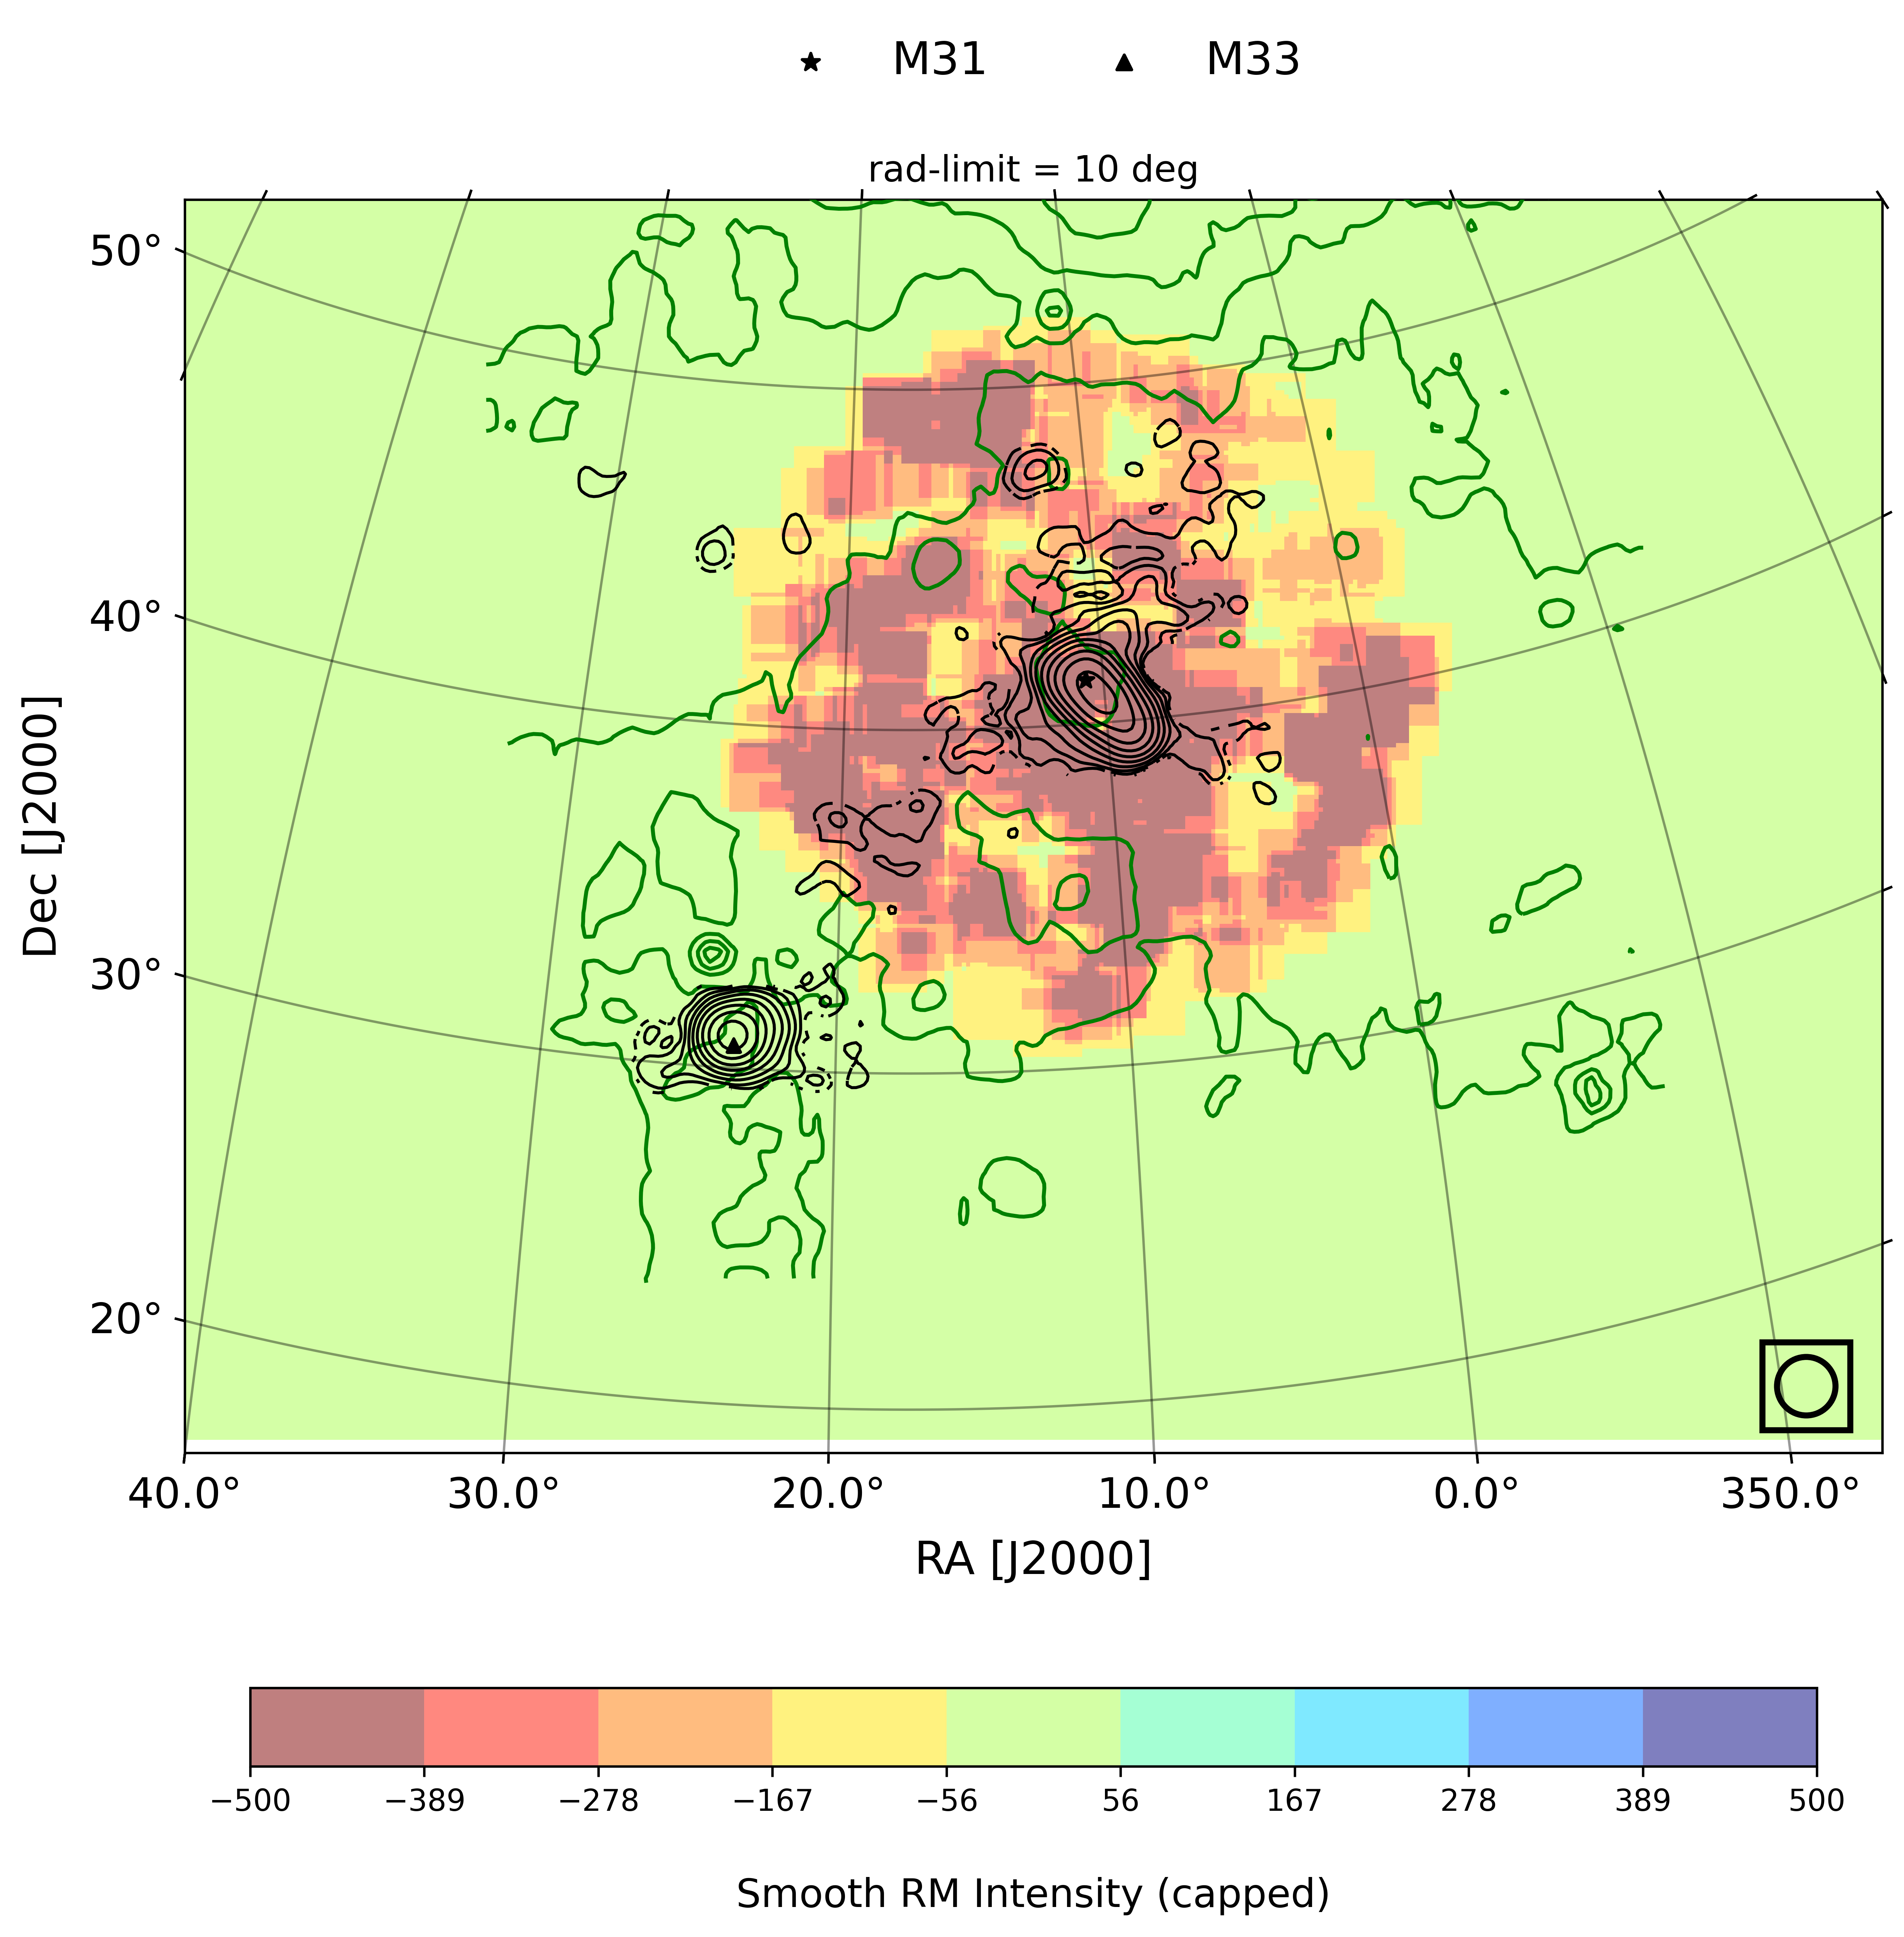 M31 M33
rad-limit = 10 deg
50°
40°
30°
20°
Dec [J2000]
40.0° 30.0° 20.0° 10.0° 0.0° 350.0°
RA [J2000]
−500 −389 −278 −167 −56 56 167 278 389 500
Smooth RM Intensity (capped)